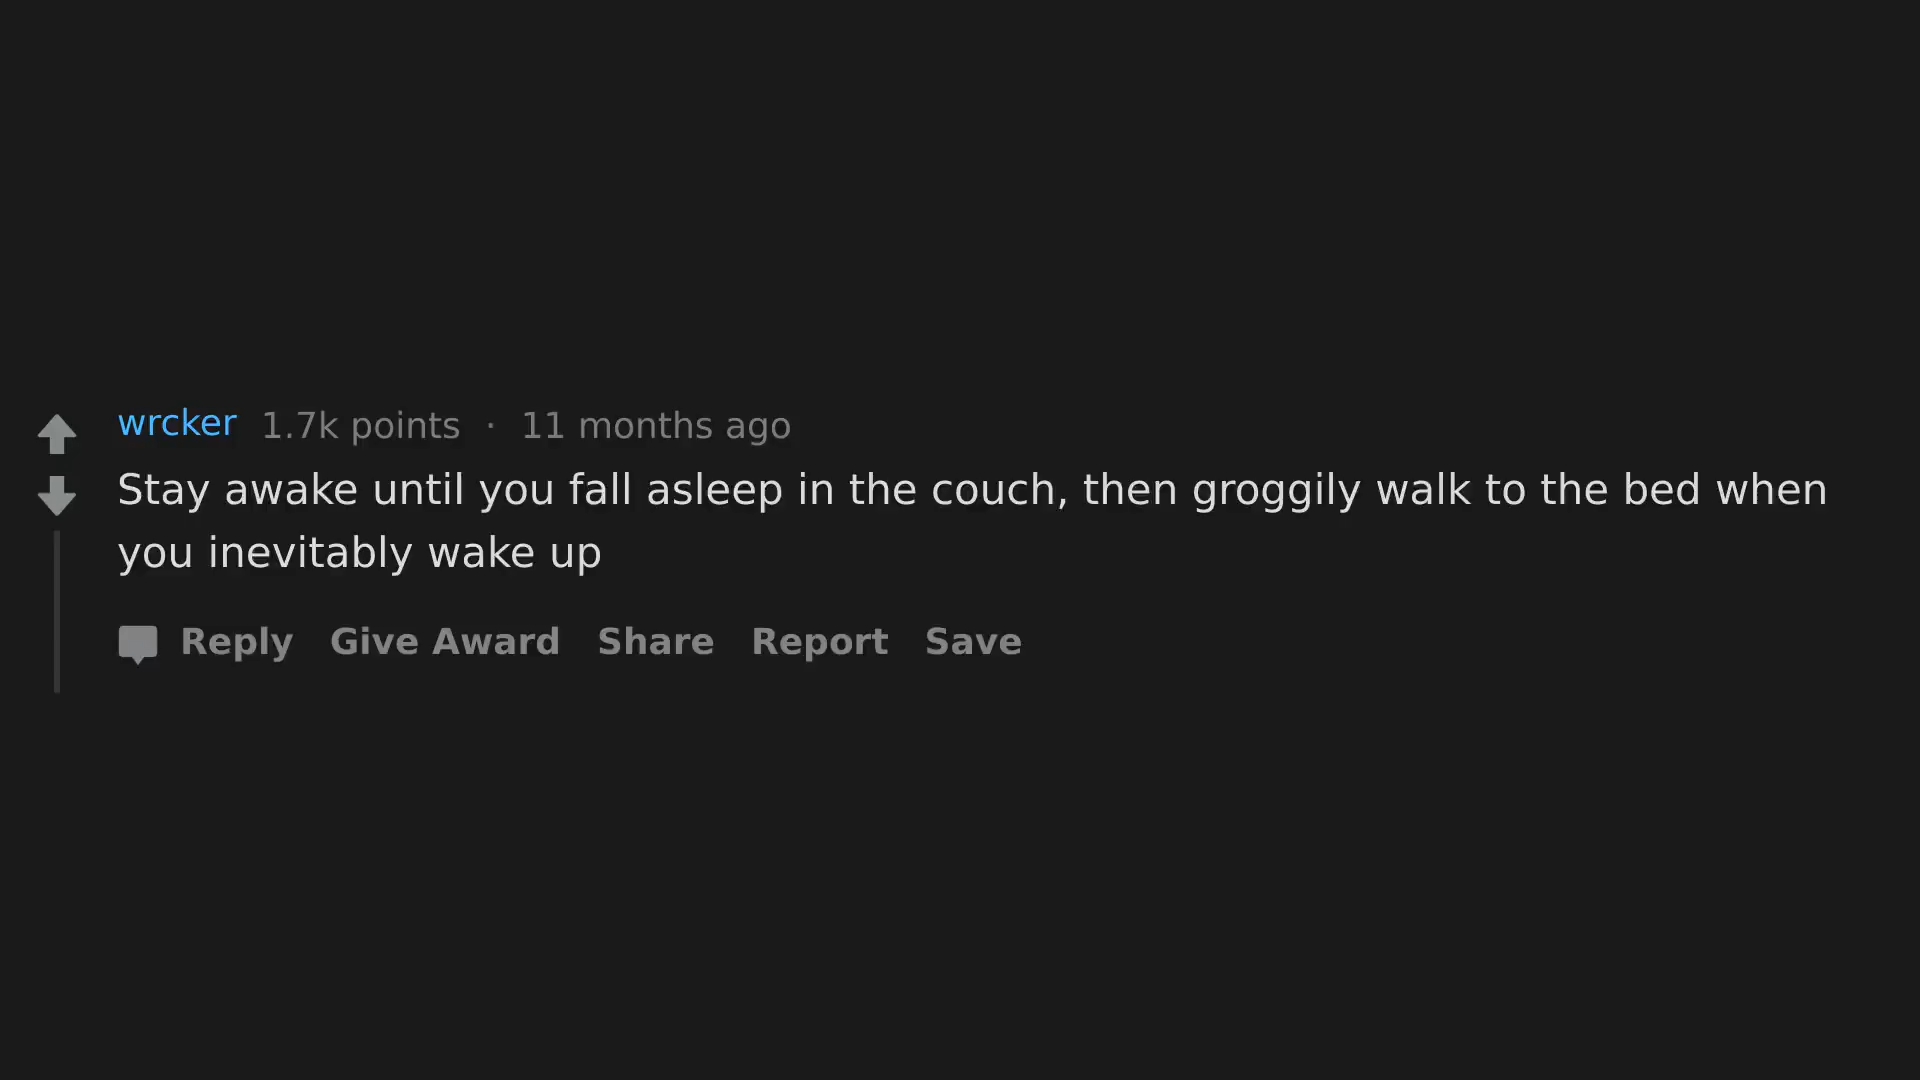 wrcker 1.7k points · 11 months ago
Stay awake until you fall asleep in the couch, then groggily walk to the bed when
you inevitably wake up
Reply Give Award Share Report Save